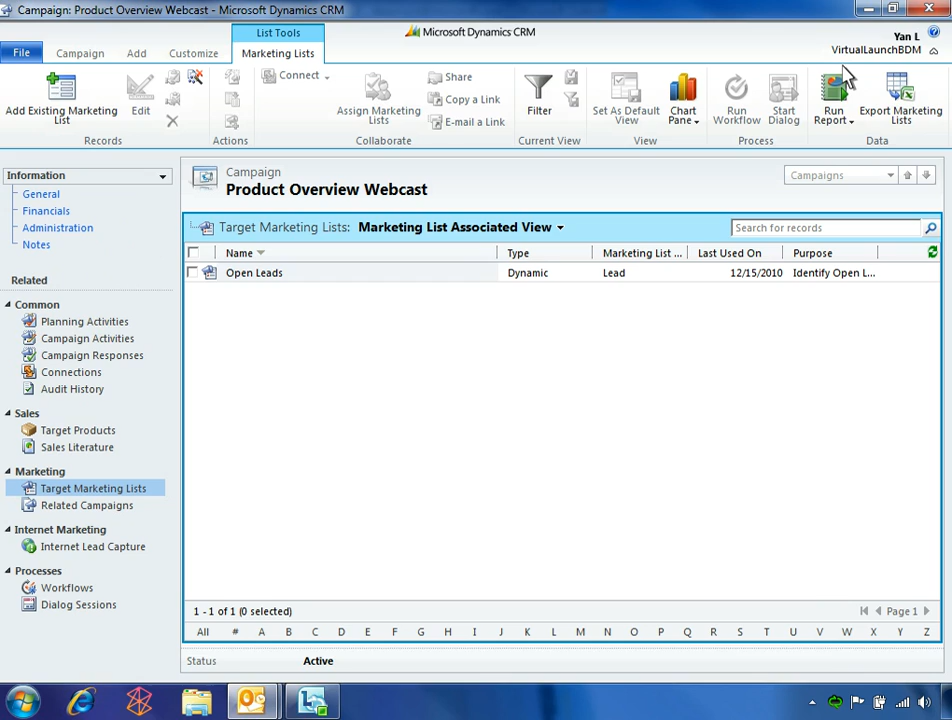 Campaign: Product Overview Webcast - Microsoft Dynamics CRM
List Tools
Microsoft Dynamics CRM
Yan L
VirtualLaunchBDM
File
Campaign
Add
Customize
Marketing Lists
Add Existing Marketing
List
Edit
Records
Actions
Connect
Assign Marketing
Lists
Share
Copy a Link
E-mail a Link
Collaborate
Filter
Current View
Set As Default
View
Chart
Pane
View
Run
Workflow
Start
Dialog
Process
Run
Report
Export Marketing
Lists
Data
Information
General
Financials
Administration
Notes
Related
Common
Planning Activities
Campaign Activities
Campaign Responses
Connections
Audit History
Sales
Target Products
Sales Literature
Marketing
Target Marketing Lists
Related Campaigns
Internet Marketing
Internet Lead Capture
Processes
Workflows
Dialog Sessions
Campaign
Product Overview Webcast
Campaigns
Target Marketing Lists: Marketing List Associated View
Search for records
Name Type Marketing List ... Last Used On Purpose
Open Leads Dynamic Lead 12/15/2010 Identify Open L...
1 - 1 of 1 (0 selected)
Page 1
All # A B C D E F G H I J K L M N O P Q R S T U V W X Y Z
Status Active